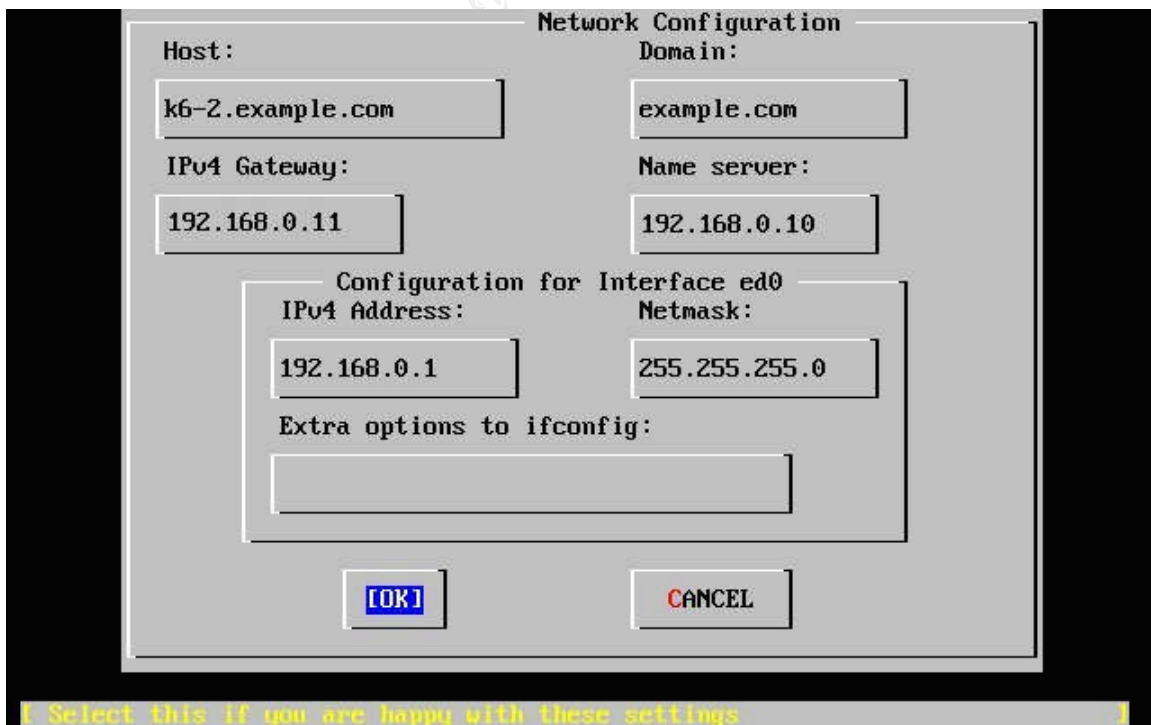 Network Configuration
Host: Domain:
k6-2.example.com example.com
IPv4 Gateway: Name server:
192.168.0.11 192.168.0.10
Configuration for Interface ed0
IPv4 Address: Netmask:
192.168.0.1 255.255.255.0
Extra options to ifconfig:
[OK] CANCEL
[ Select this if you are happy with these settings ]